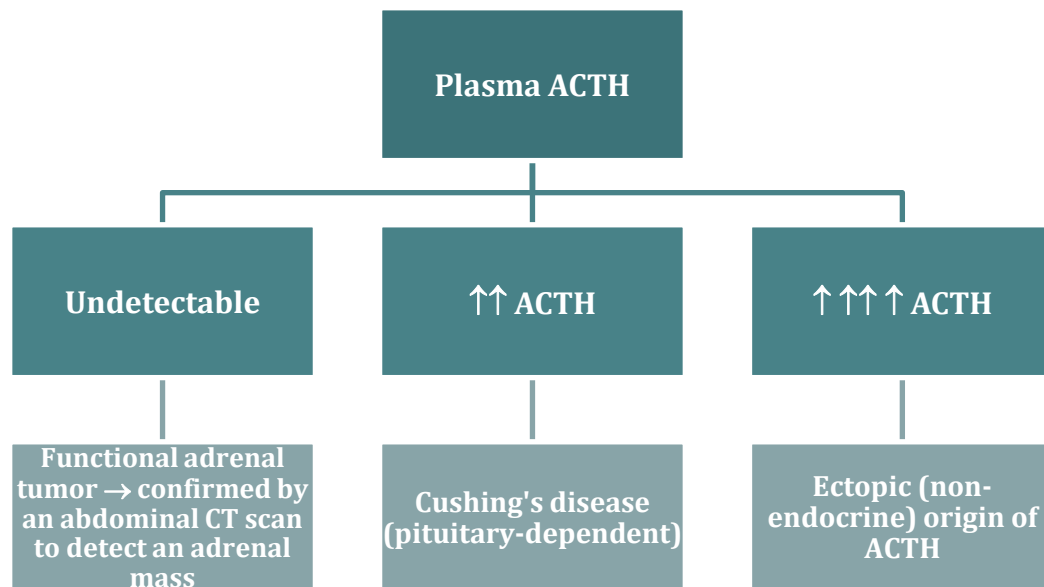 Plasma ACTH
Undetectable
↑↑ ACTH
↑ ↑↑ ↑ ACTH
Functional adrenal
tumor → confirmed by
an abdominal CT scan
to detect an adrenal
mass
Cushing's disease
(pituitary-dependent)
Ectopic (non-
endocrine) origin of
ACTH